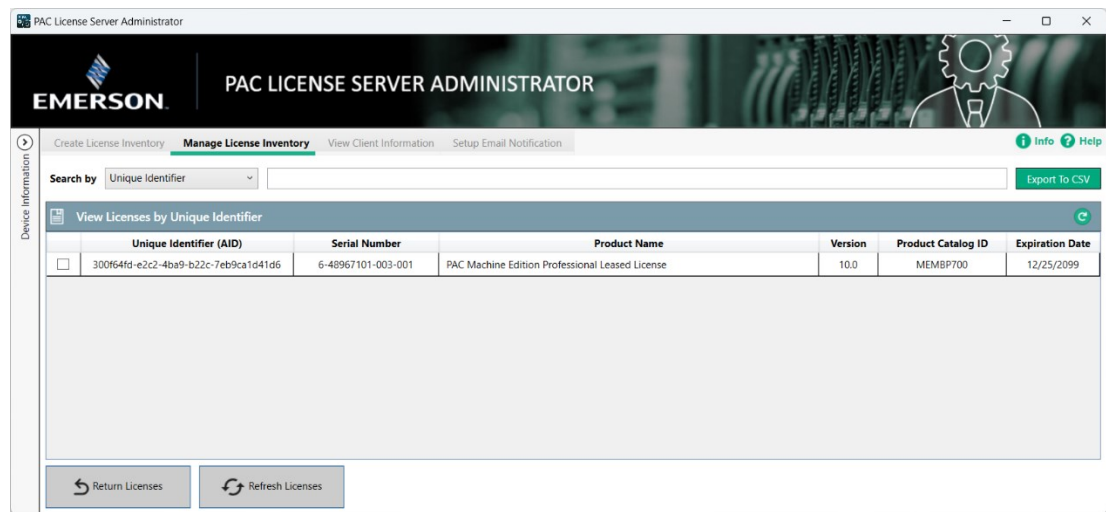 PAC License Server Administrator
EMERSON
PAC LICENSE SERVER ADMINISTRATOR
Create License Inventory Manage License Inventory View Client Information Setup Email Notification Info Help
Device Information
Search by Unique Identifier Export To CSV
View Licenses by Unique Identifier
Unique Identifier (AID) Serial Number Product Name Version Product Catalog ID Expiration Date
300f64fd-e2c2-4ba9-b22c-7eb9ca1d41d6 6-48967101-003-001 PAC Machine Edition Professional Leased License 10.0 MEMBP700 12/25/2099
Return Licenses Refresh Licenses